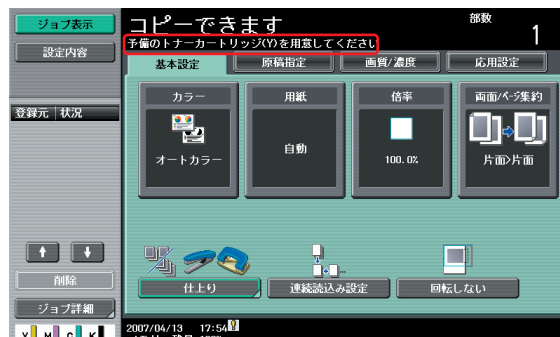 ジョブ表示
設定内容
コピーできます
予備のトナーカートリッジ(Y)を用意してください
部数
1
基本設定
原稿指定
画質/濃度
応用設定
登録元 状況
カラー
オートカラー
用紙
自動
倍率
100.0%
両面/ページ集約
片面>片面
削除
ジョブ詳細
仕上り
連続読込み設定
回転しない
2007/04/13 17:54
Y M C K